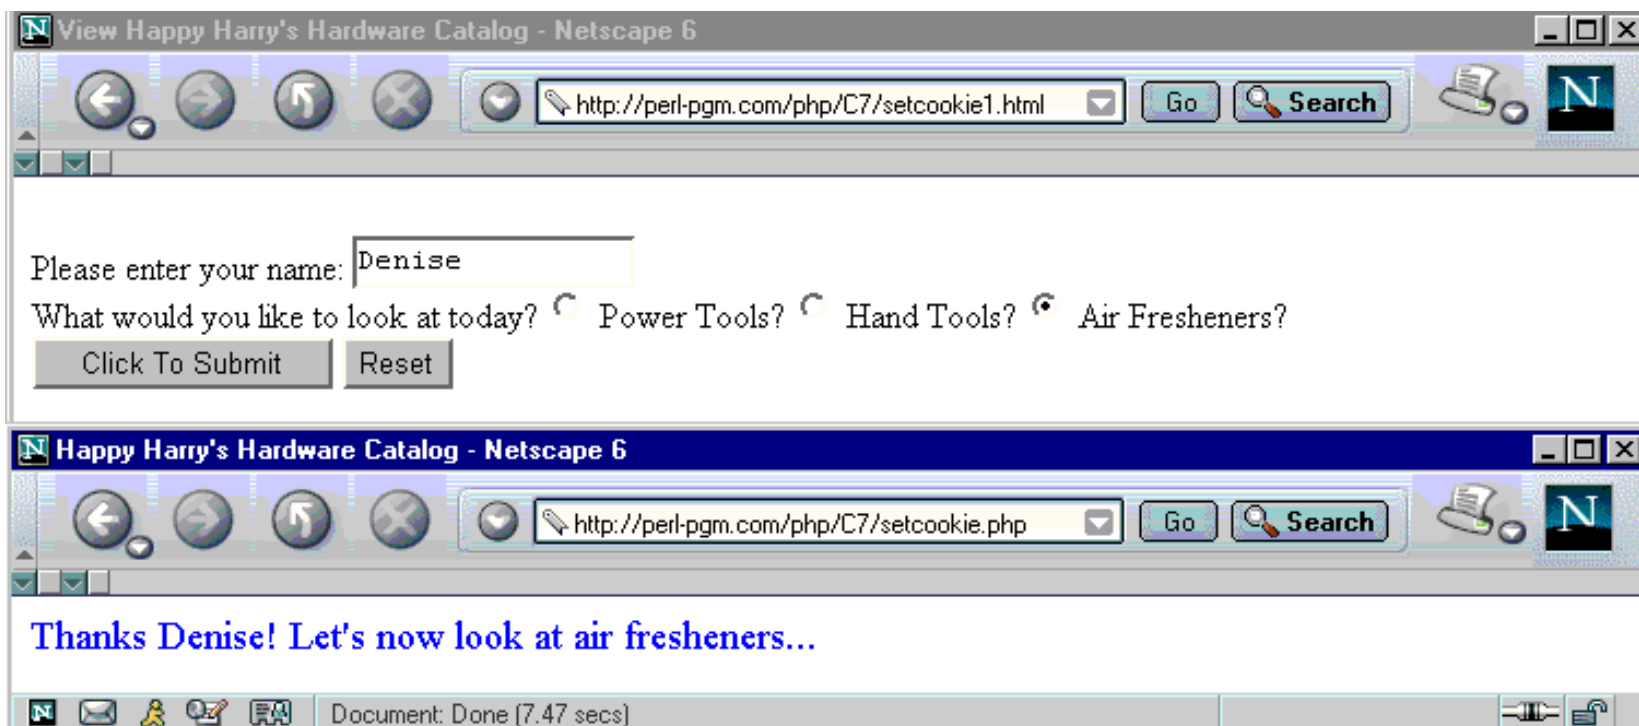 N View Happy Harry's Hardware Catalog - Netscape 6
http://perl-pgm.com/php/C7/setcookie1.html Go Search N
Please enter your name: Denise
What would you like to look at today? Power Tools? Hand Tools? Air Fresheners?
Click To Submit Reset
N Happy Harry's Hardware Catalog - Netscape 6
http://perl-pgm.com/php/C7/setcookie.php Go Search N
Thanks Denise! Let's now look at air fresheners...
N Document: Done (7.47 secs)